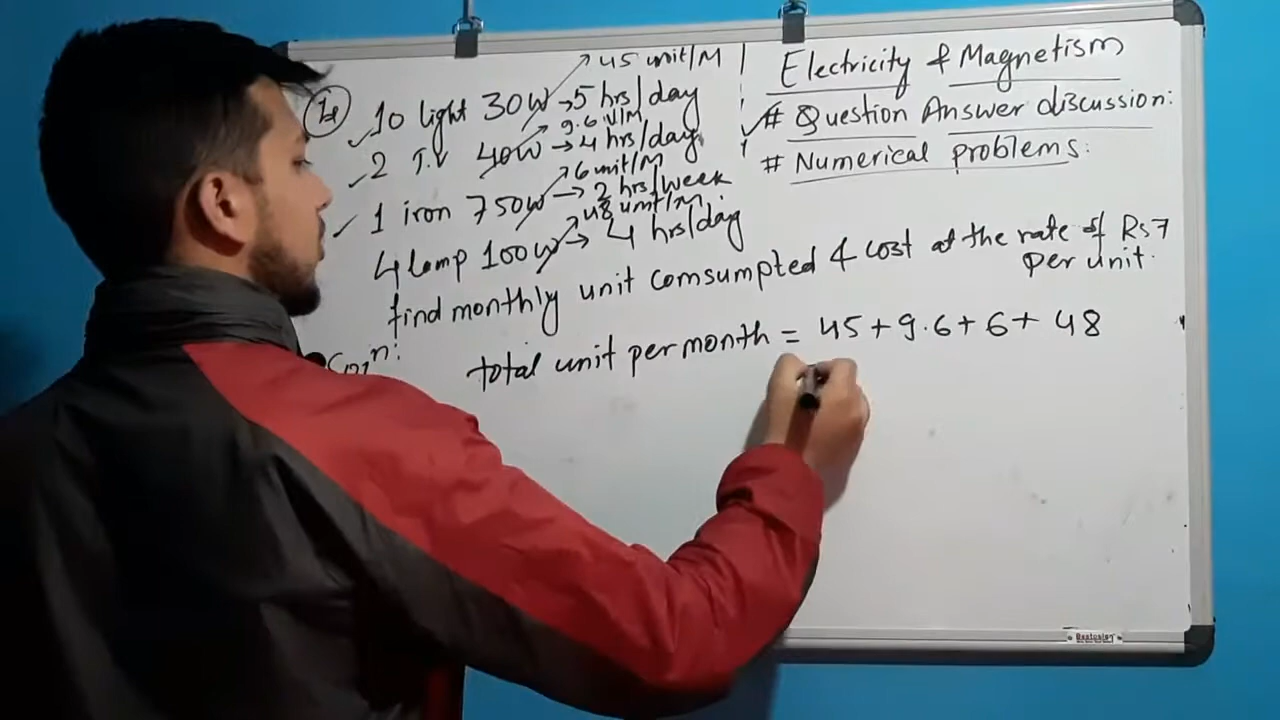 Electricity & Magnetism
# Question Answer discussion:
# Numerical problems:
45 unit/M
10 light 30W → 5 hrs/day
9.6 U/M
2 T.V 40W → 4 hrs/day
6 unit/M
1 iron 750W → 2 hrs/week
48 unit/M
4 lamp 100W → 4 hrs/day
find monthly unit comsumpted & cost at the rate of Rs 7
per unit.
Sol^n:
total unit per month = 45 + 9.6 + 6 + 48